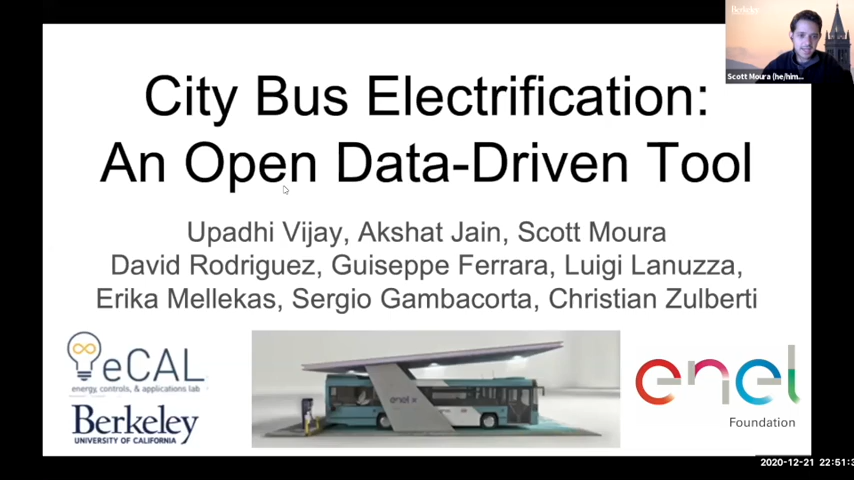 Berkeley
Scott Moura (he/him...
City Bus Electrification:
An Open Data-Driven Tool
Upadhi Vijay, Akshat Jain, Scott Moura
David Rodriguez, Guiseppe Ferrara, Luigi Lanuzza,
Erika Mellekas, Sergio Gambacorta, Christian Zulberti
eCAL
energy, controls, & applications lab
Berkeley
UNIVERSITY OF CALIFORNIA
enel x
enel
Foundation
2020-12-21 22:51:3